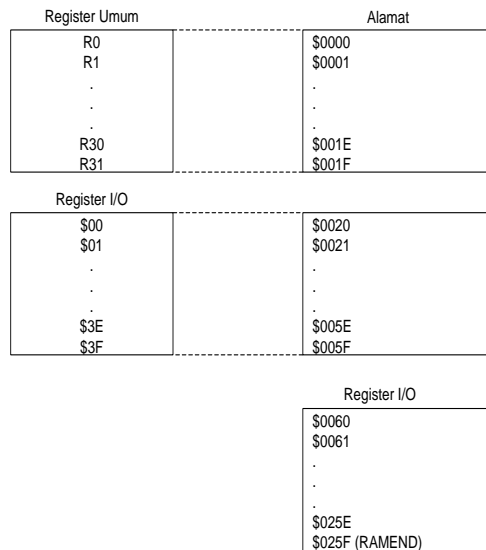 Register Umum Alamat
R0 $0000
R1 $0001
. .
. .
. .
R30 $001E
R31 $001F
Register I/O
$00 $0020
$01 $0021
. .
. .
. .
$3E $005E
$3F $005F
Register I/O
$0060
$0061
.
.
.
$025E
$025F (RAMEND)